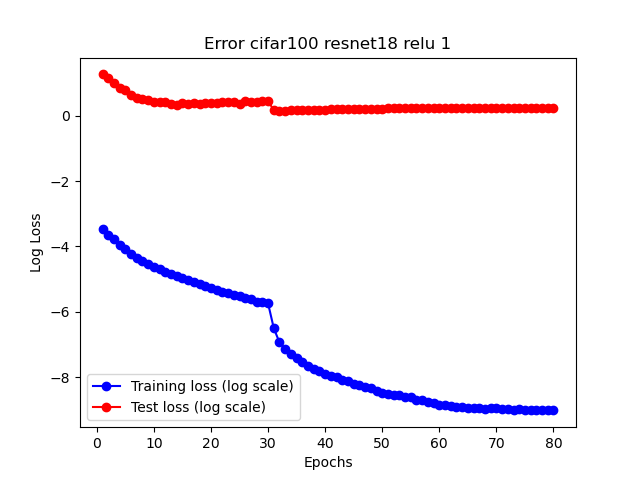 Error cifar100 resnet18 relu 1
Log Loss
0
−2
−4
−6
−8
Training loss (log scale)
Test loss (log scale)
0 10 20 30 40 50 60 70 80
Epochs